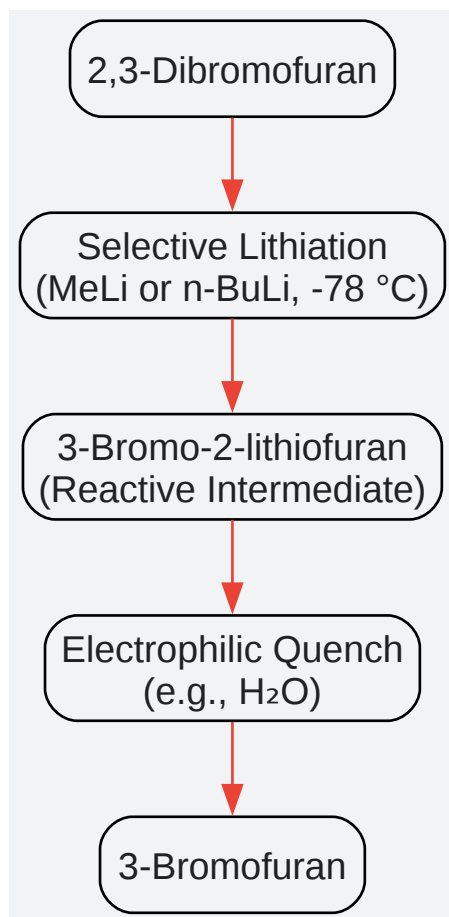 2,3-Dibromofuran
Selective Lithiation
(MeLi or n-BuLi, -78 °C)
3-Bromo-2-lithiofuran
(Reactive Intermediate)
Electrophilic Quench
(e.g., H₂O)
3-Bromofuran